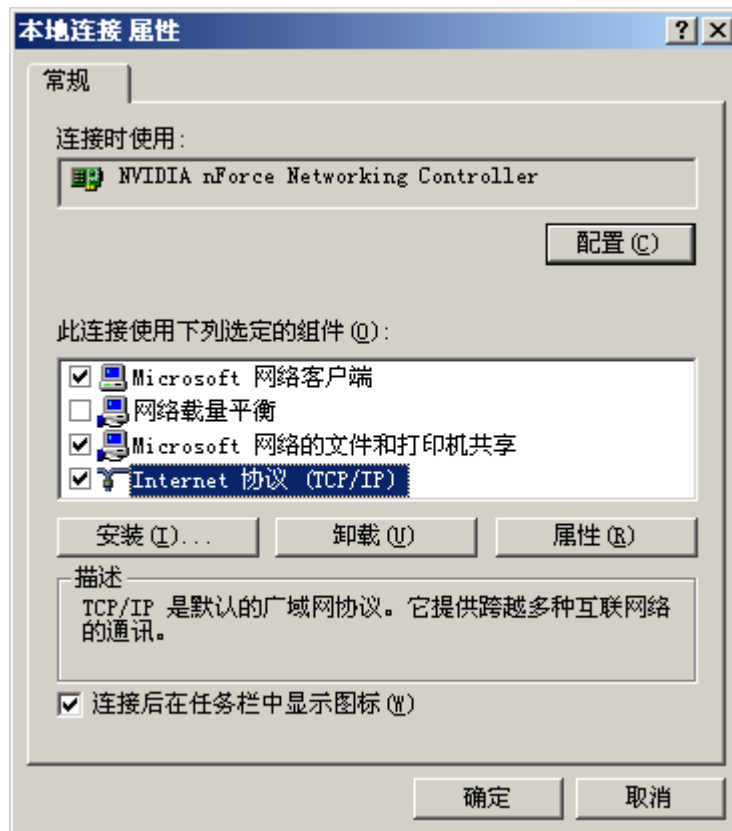 本地连接 属性
常规
连接时使用:
NVIDIA nForce Networking Controller
配置(C)
此连接使用下列选定的组件(O):
Microsoft 网络客户端
网络载量平衡
Microsoft 网络的文件和打印机共享
Internet 协议 (TCP/IP)
安装(I)... 卸载(U) 属性(R)
描述
TCP/IP 是默认的广域网协议。它提供跨越多种互联网络
的通讯。
连接后在任务栏中显示图标(W)
确定 取消